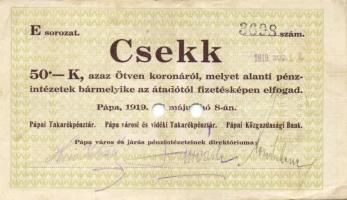 E sorozat. 3698 szám.
Csekk
50·— K, azaz Ötven koronáról, melyet alanti pénz-
intézetek bármelyike az átadótól fizetésképen elfogad.
Pápa, 1919. május hó 8-án.
Pápai Takarékpénztár. Pápa városi és vidéki Takarékpénztár. Pápai Közgazdasági Bank.
Pápa város és járás pénzintézeteinek direktóriuma: